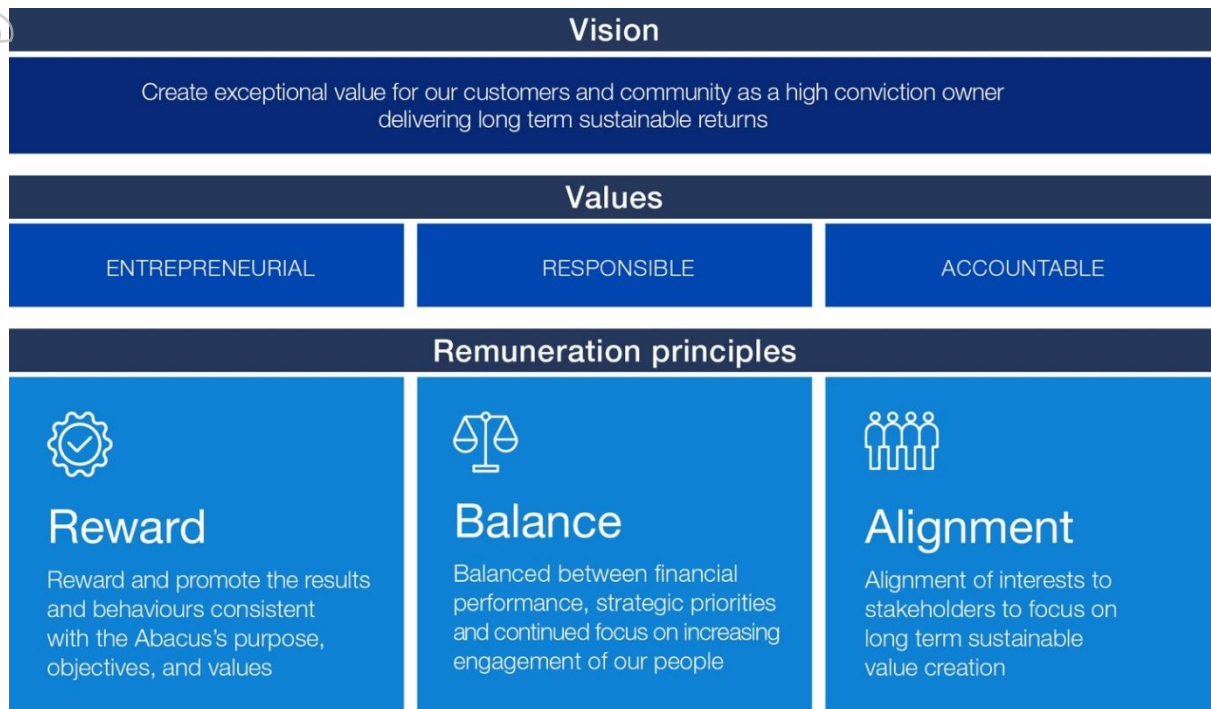 Vision
Create exceptional value for our customers and community as a high conviction owner
delivering long term sustainable returns
Values
ENTREPRENEURIAL
RESPONSIBLE
ACCOUNTABLE
Remuneration principles
Reward
Reward and promote the results
and behaviours consistent
with the Abacus's purpose,
objectives, and values
Balance
Balanced between financial
performance, strategic priorities
and continued focus on increasing
engagement of our people
Alignment
Alignment of interests to
stakeholders to focus on
long term sustainable
value creation